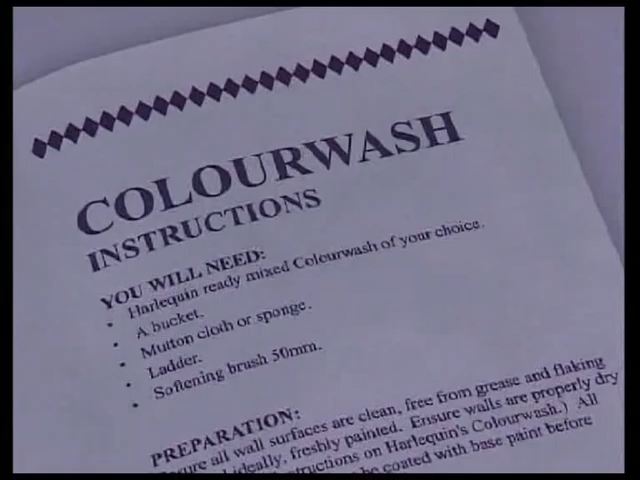 COLOURWASH
INSTRUCTIONS
YOU WILL NEED:
• Harlequin ready mixed Colourwash of your choice.
• A bucket.
• Mutton cloth or sponge.
• Ladder.
• Softening brush 50mm.
PREPARATION:
all wall surfaces are clean, free from grease and flaking
ideally, freshly painted. Ensure walls are properly dry
on Harlequin's Colourwash.) All
be coated with base paint before